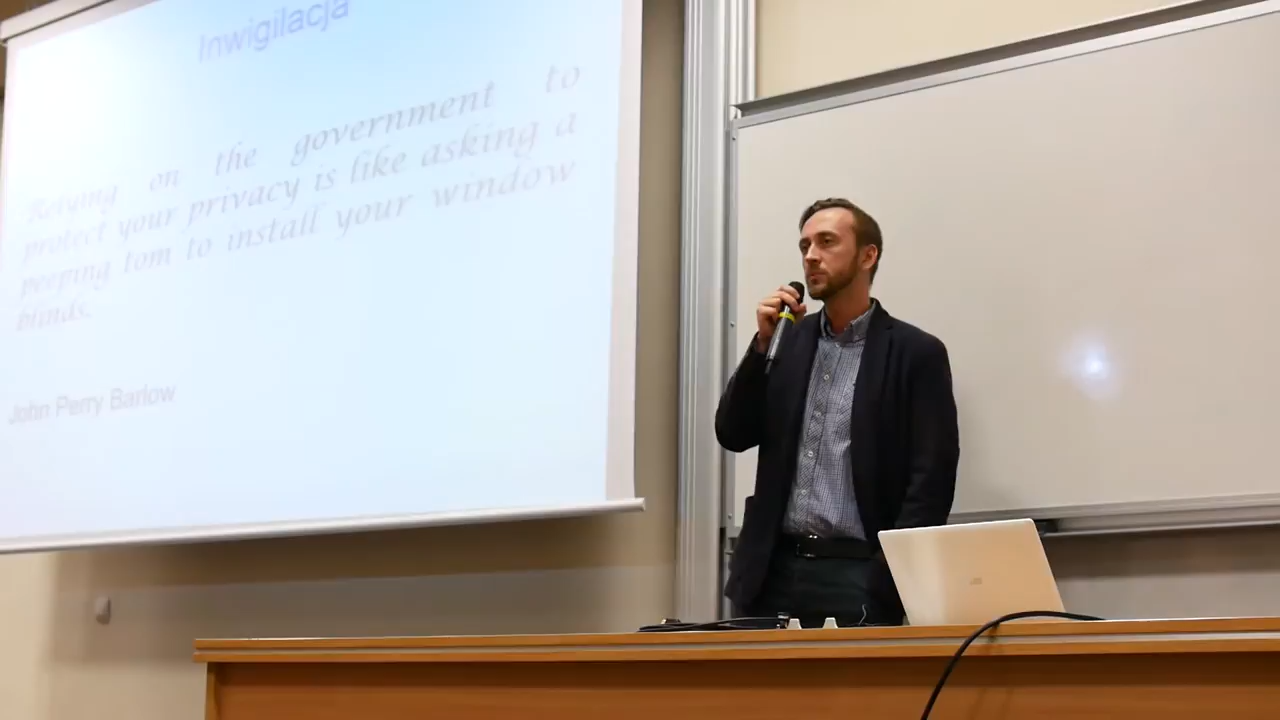 Inwigilacja
Relying on the government to
protect your privacy is like asking a
peeping tom to install your window
blinds.
John Perry Barlow